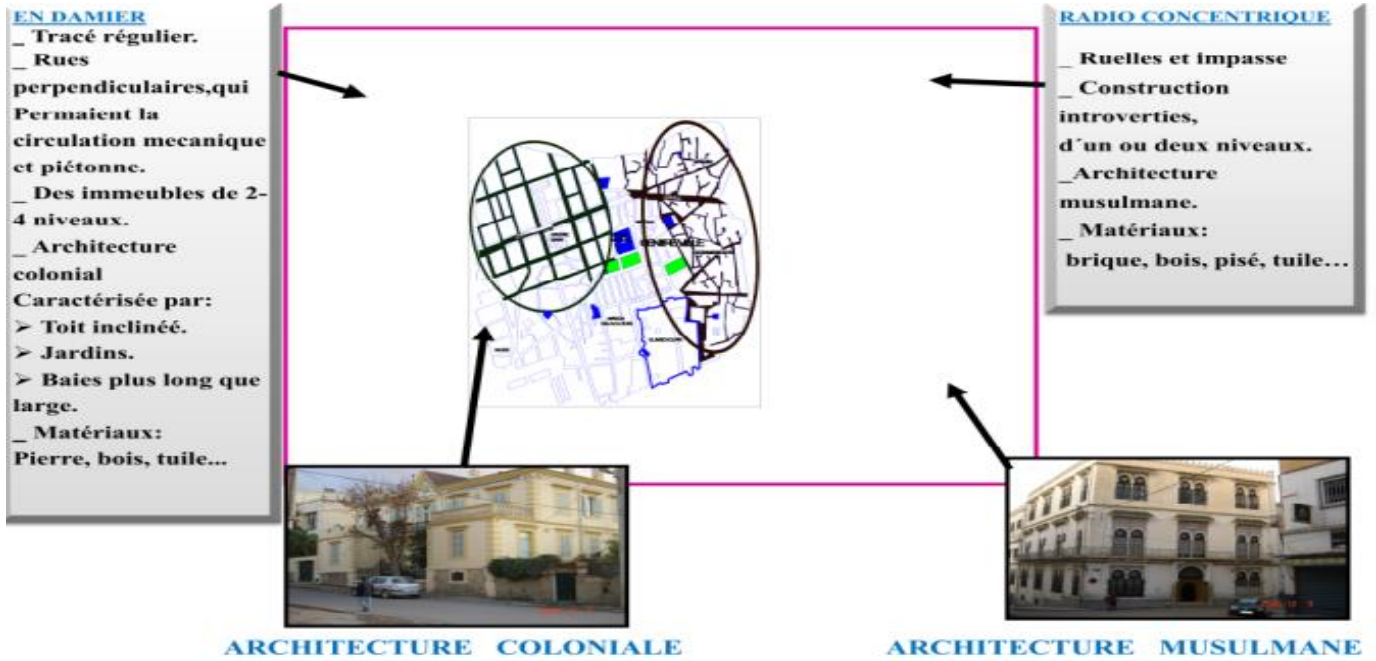 EN DAMIER
_ Tracé régulier.
_ Rues
perpendiculaires,qui
Permaient la
circulation mecanique
et piétonne.
_ Des immeubles de 2-
4 niveaux.
_ Architecture
colonial
Caractérisée par:
➢ Toit inclinéé.
➢ Jardins.
➢ Baies plus long que
large.
_ Matériaux:
Pierre, bois, tuile...
RADIO CONCENTRIQUE
_ Ruelles et impasse
_ Construction
introverties,
d´un ou deux niveaux.
_Architecture
musulmane.
_ Matériaux:
brique, bois, pisé, tuile…
ARCHITECTURE COLONIALE
ARCHITECTURE MUSULMANE